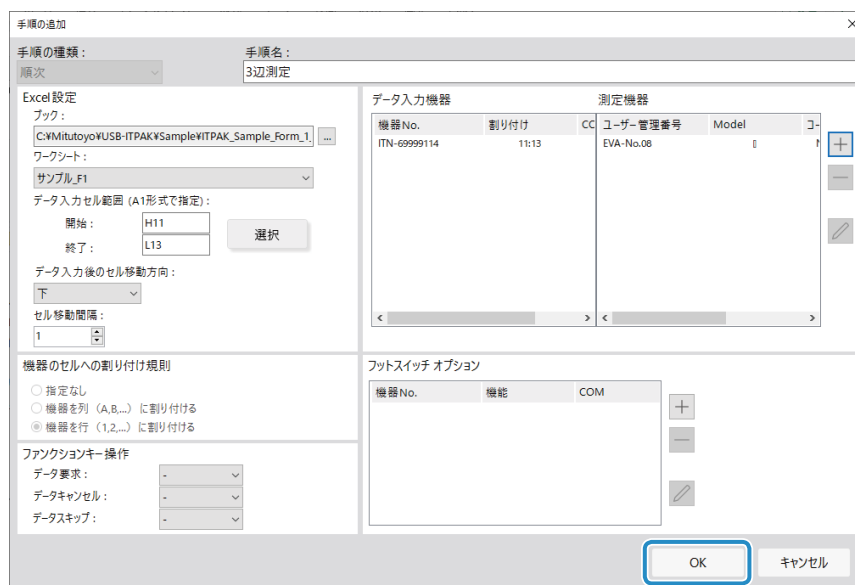 手順の追加
手順の種類：
手順名：
順次
3辺測定
Excel設定
ブック：
C:¥Mitutoyo¥USB-ITPAK¥Sample¥ITPAK_Sample_Form_1_
...
ワークシート：
サンプル_F1
データ入力セル範囲 (A1形式で指定)：
開始：
H11
終了：
L13
選択
データ入力後のセル移動方向：
下
セル移動間隔：
1
データ入力機器
機器No.
割り付け
CC
ITN-69999114
11:13
測定機器
ユーザー管理番号
Model
コ-
EVA-No.08
機器のセルへの割り付け規則
指定なし
機器を列（A,B,...）に割り付ける
機器を行（1,2,...）に割り付ける
ファンクションキー操作
データ要求：
-
データキャンセル：
-
データスキップ：
-
フットスイッチ オプション
機器No.
機能
COM
OK
キャンセル